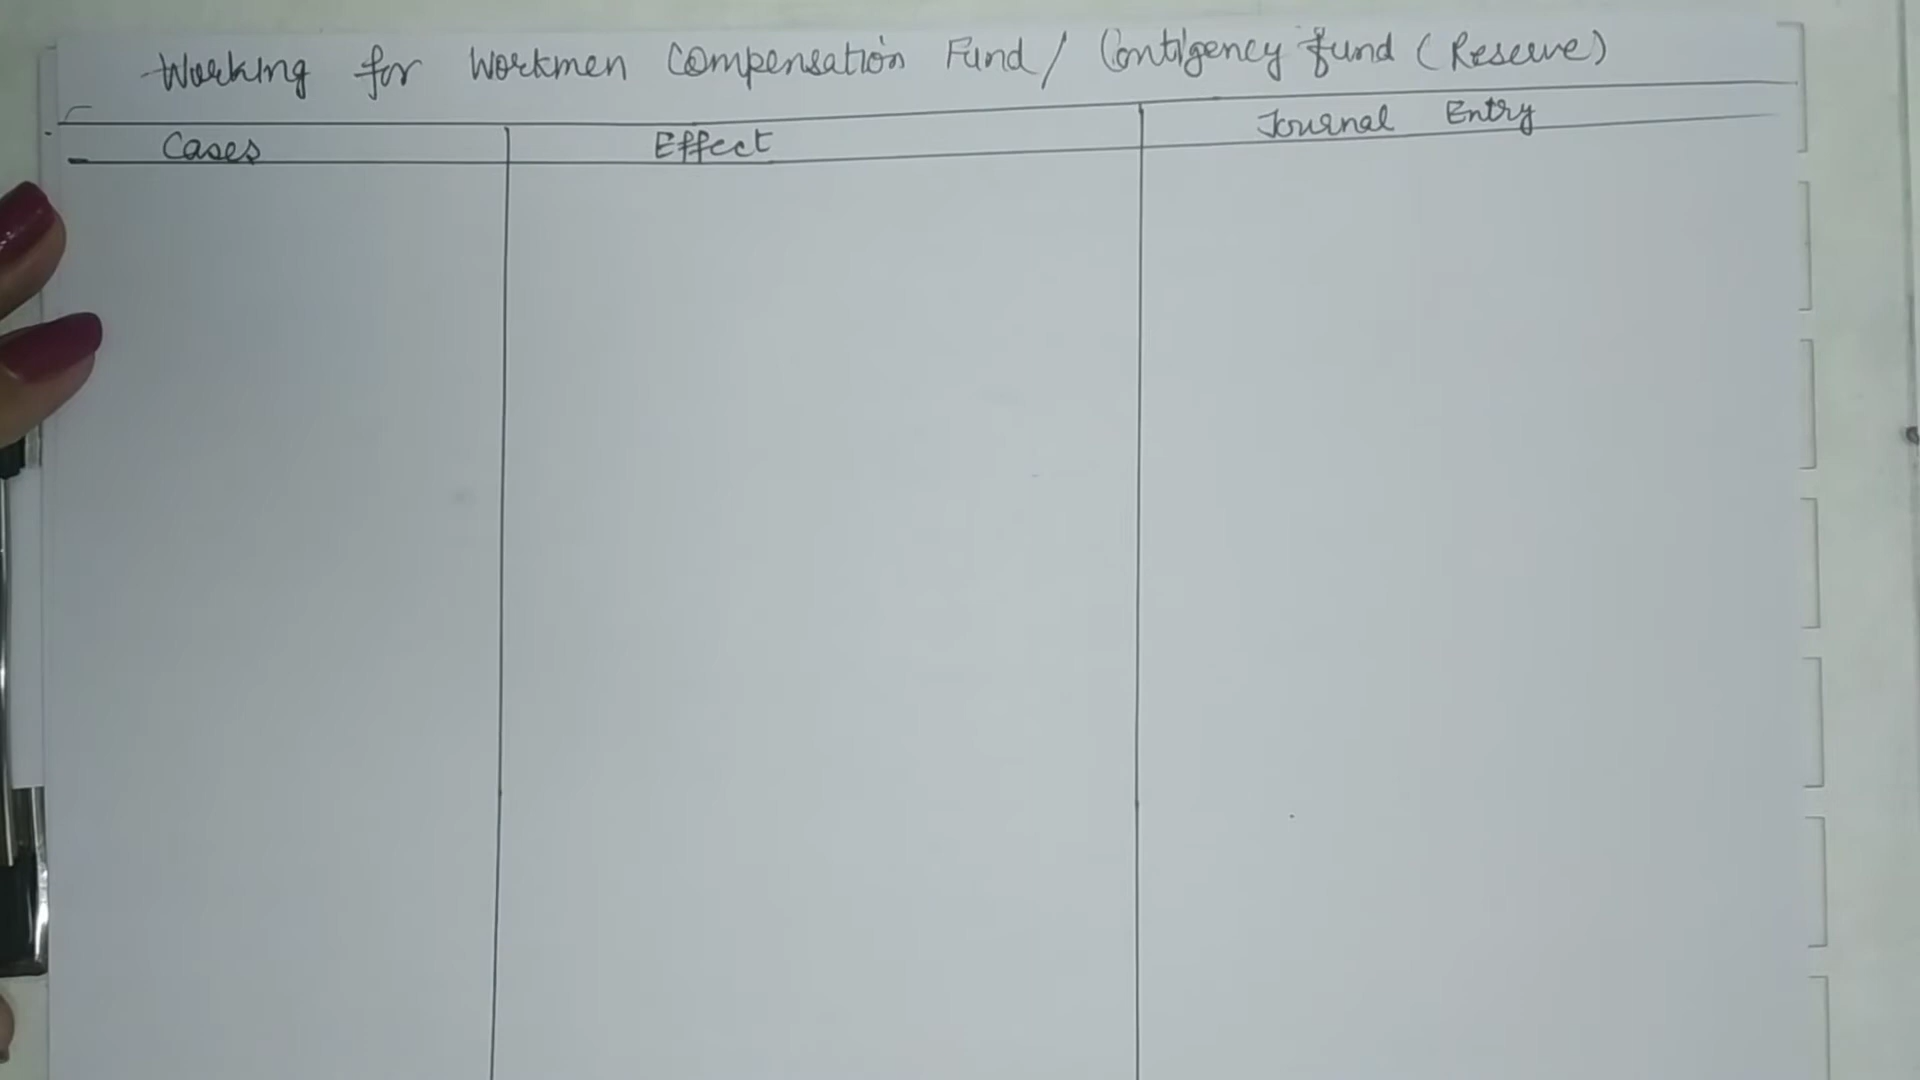 Working for Workmen Compensation Fund / Contigency fund (Reserve)
Cases Effect Journal Entry